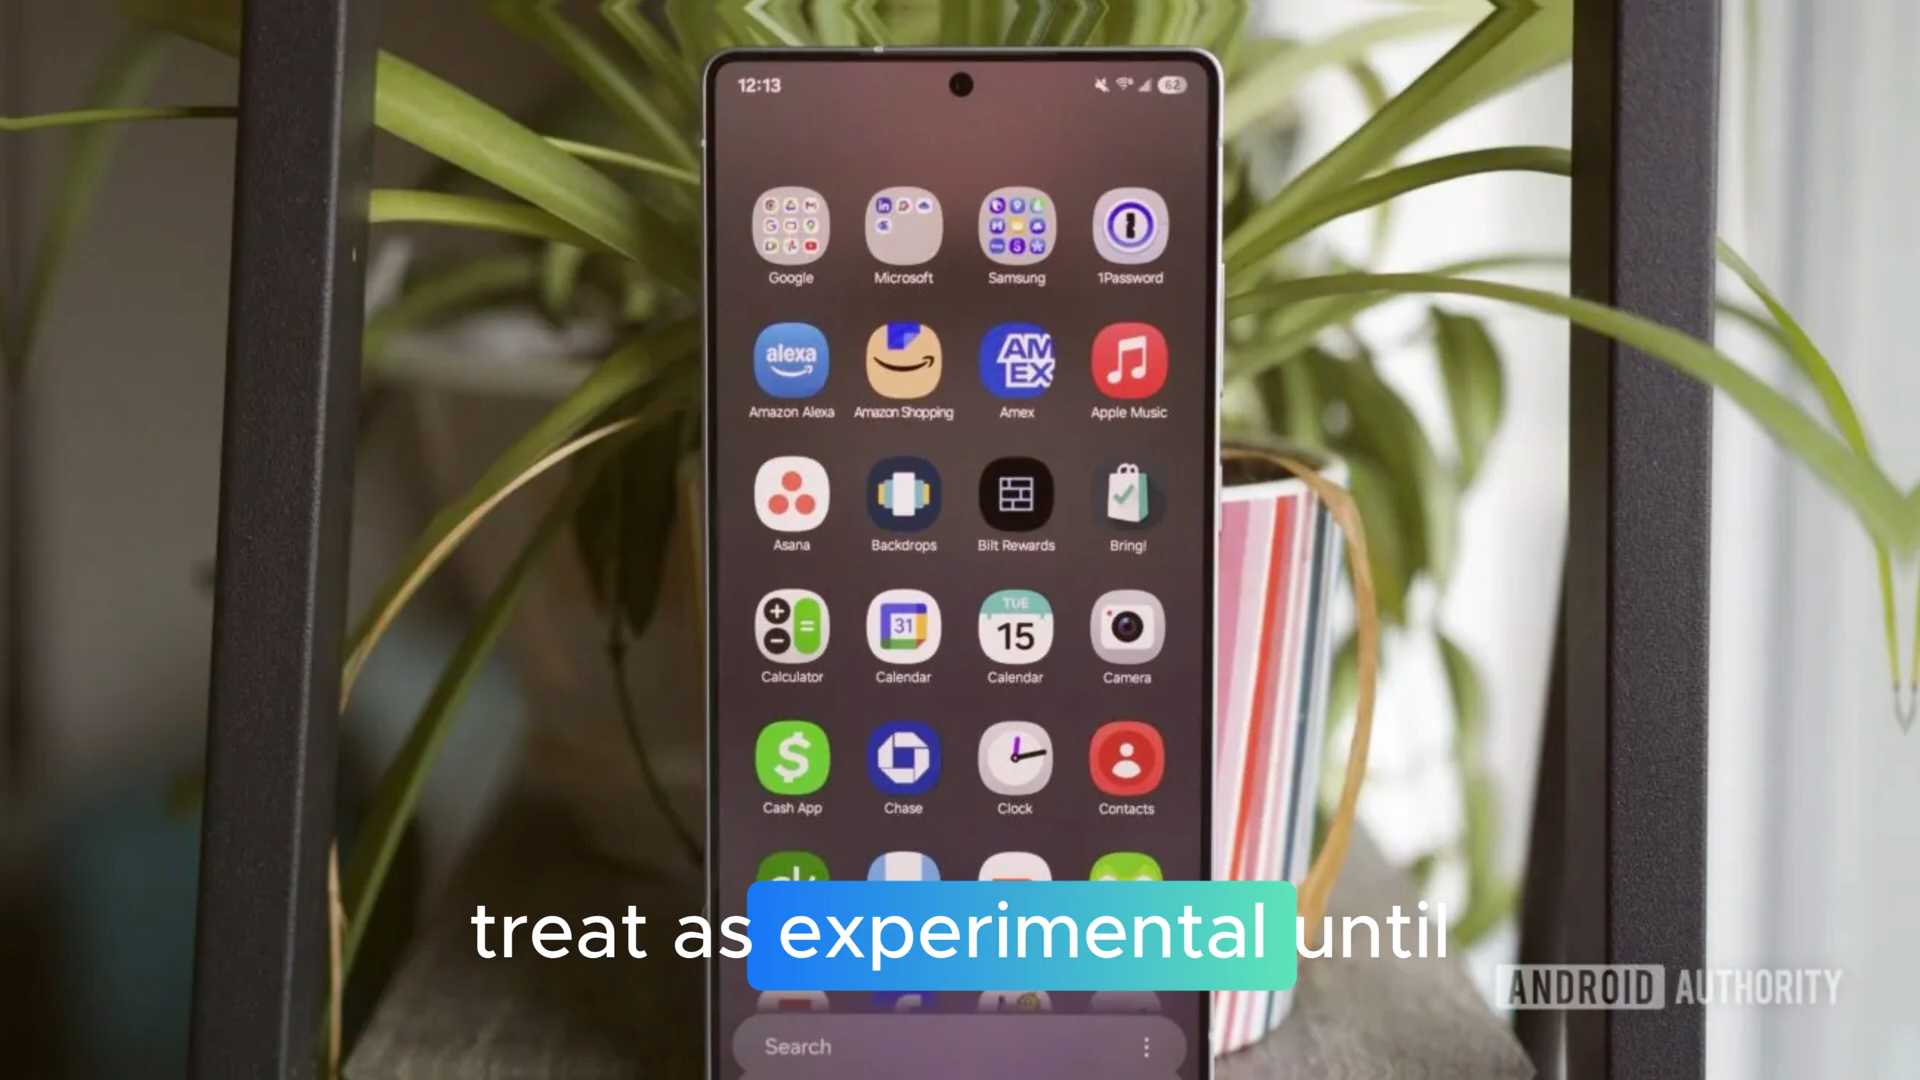 12:13
62
Google
Microsoft
Samsung
1Password
alexa
AM
EX
Amazon Alexa
Amazon Shopping
Amex
Apple Music
Asana
Backdrops
Bilt Rewards
Bring!
31
TUE
15
Calculator
Calendar
Calendar
Camera
$
Cash App
Chase
Clock
Contacts
treat as experimental until
ANDROID AUTHORITY
Search